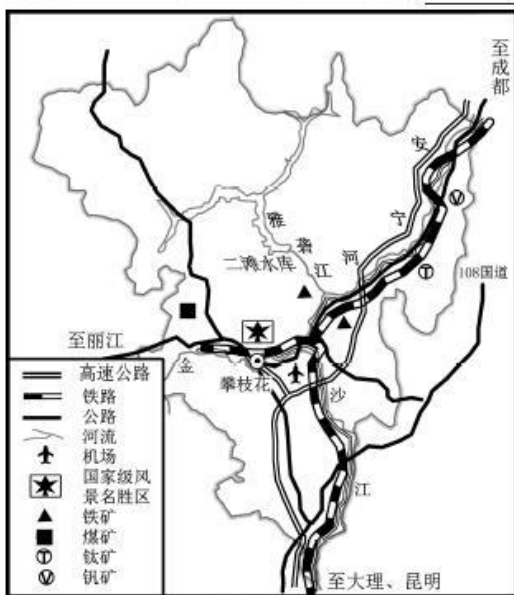 至成都
安
宁
河
雅
砻
江
二滩水库
108国道
至丽江
金
攀枝花
沙
江
高速公路
铁路
公路
河流
机场
国家级风
景名胜区
铁矿
煤矿
Ⓣ 钛矿
Ⓥ 钒矿
至大理、昆明